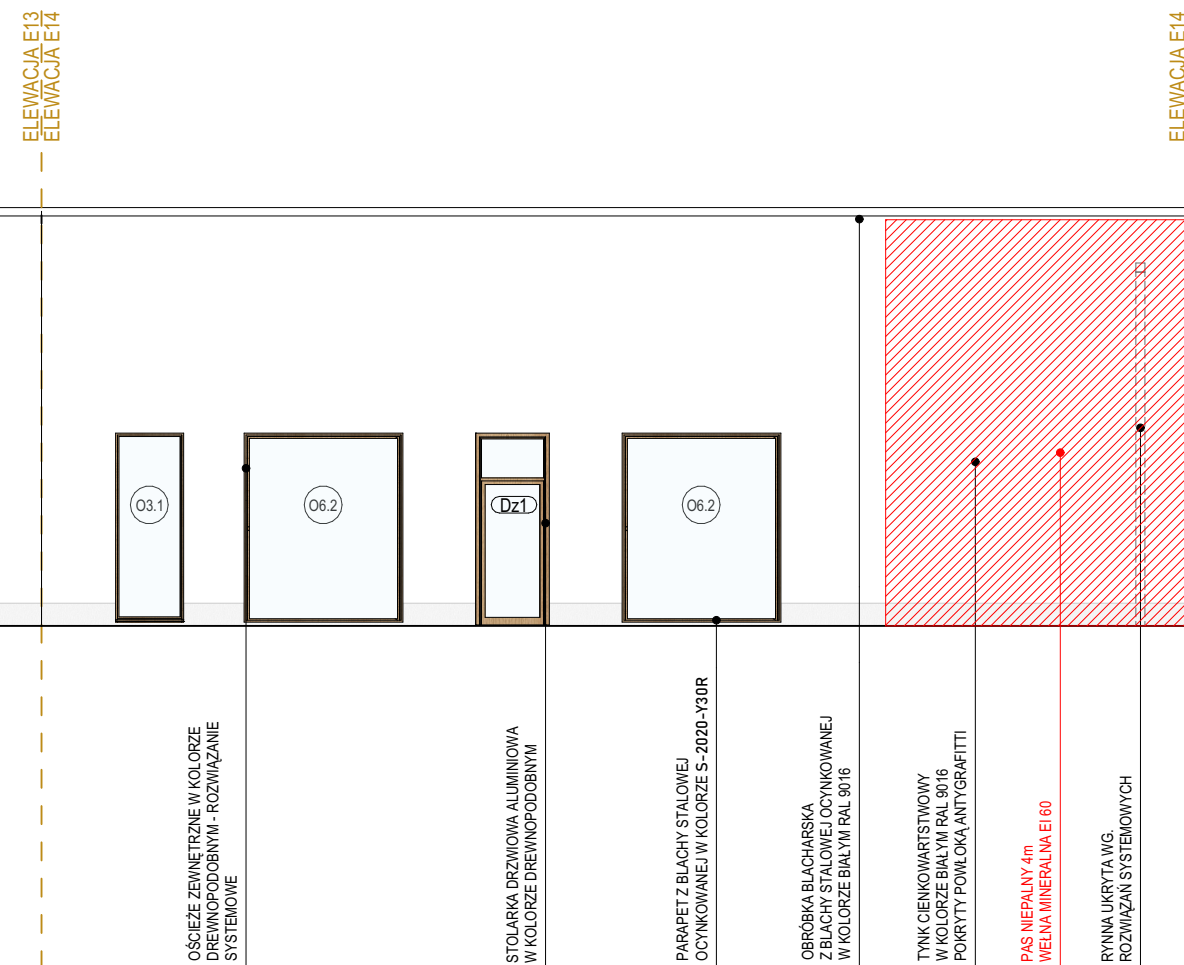 ELEWACJA E13
ELEWACJA E14
ELEWACJA E14
O3.1
O6.2
Dz1
O6.2
OŚCIEŻE ZEWNĘTRZNE W KOLORZE
DREWNOPODOBNYM - ROZWIĄZANIE
SYSTEMOWE
STOLARKA DRZWIOWA ALUMINIOWA
W KOLORZE DREWNOPODOBNYM
PARAPET Z BLACHY STALOWEJ
OCYNKOWANEJ W KOLORZE S-2020-Y30R
OBRÓBKA BLACHARSKA
Z BLACHY STALOWEJ OCYNKOWANEJ
W KOLORZE BIAŁYM RAL 9016
TYNK CIENKOWARTSTWOWY
W KOLORZE BIAŁYM RAL 9016
POKRYTY POWŁOKĄ ANTYGRAFITTI
PAS NIEPALNY 4m
WEŁNA MINERALNA EI 60
RYNNA UKRYTA WG.
ROZWIĄZAŃ SYSTEMOWYCH